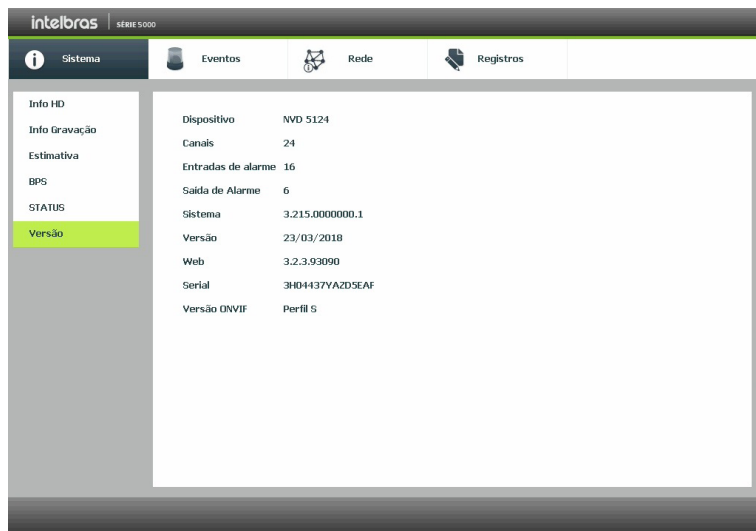 intelbras SÉRIE 5000
Sistema Eventos Rede Registros
Info HD
Info Gravação
Estimativa
BPS
STATUS
Versão
Dispositivo NVD 5124
Canais 24
Entradas de alarme 16
Saída de Alarme 6
Sistema 3.215.0000000.1
Versão 23/03/2018
Web 3.2.3.93090
Serial 3H04437YAZD5EAF
Versão ONVIF Perfil S